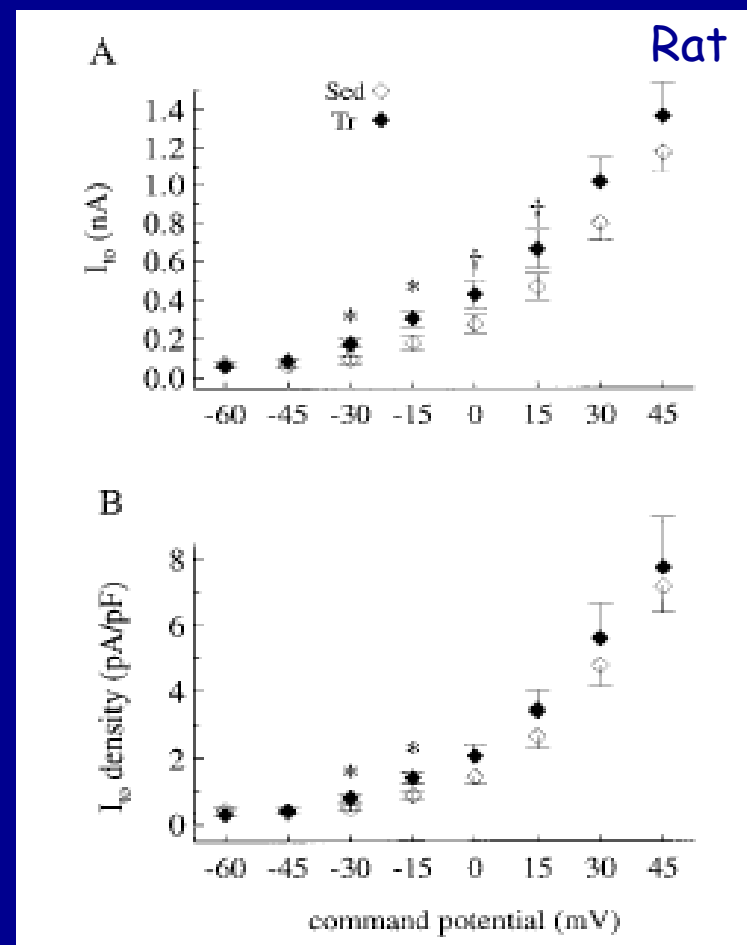 Rat
A
Sed ◇
Tr ◆
I_to (nA)
1.4
1.2
1.0
0.8
0.6
0.4
0.2
0.0
* * † ‡
-60 -45 -30 -15 0 15 30 45
B
I_to density (pA/pF)
8
6
4
2
0
* *
-60 -45 -30 -15 0 15 30 45
command potential (mV)